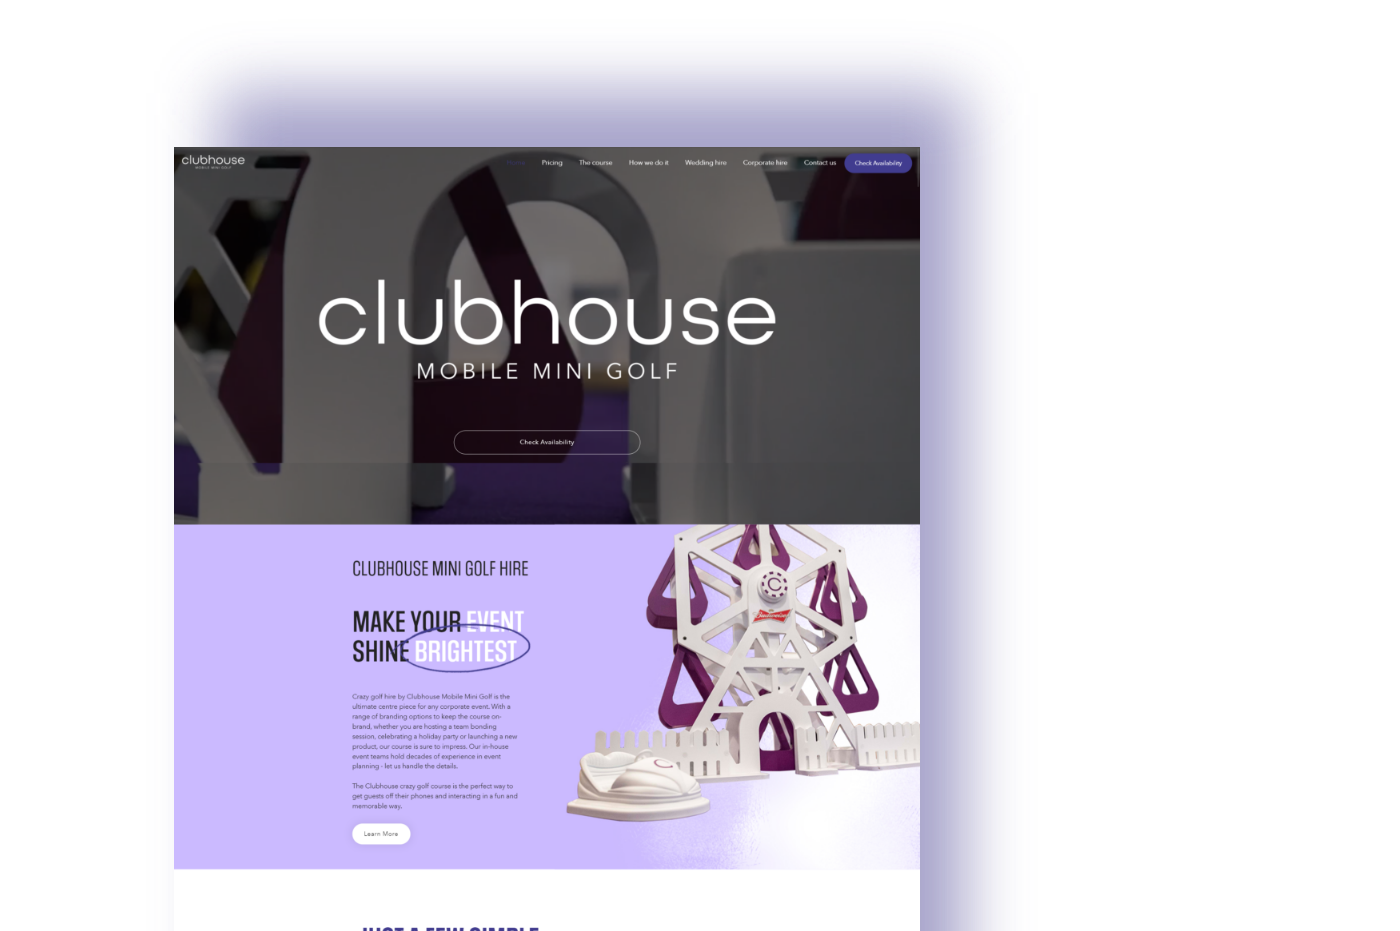 clubhouse
MOBILE MINI GOLF
Home
Pricing
The course
How we do it
Wedding hire
Corporate hire
Contact us
Check Availability
clubhouse
MOBILE MINI GOLF
Check Availability
CLUBHOUSE MINI GOLF HIRE
MAKE YOUR EVENT
SHINE BRIGHTEST
Crazy golf hire by Clubhouse Mobile Mini Golf is the
ultimate centre piece for any corporate event. With a
range of branding options to keep the course on-
brand, whether you are hosting a team bonding
session, celebrating a holiday party or launching a new
product, our course is sure to impress. Our in-house
event teams hold decades of experience in event
planning - let us handle the details.
The Clubhouse crazy golf course is the perfect way to
get guests off their phones and interacting in a fun and
memorable way.
Learn More
C
Budweiser
C
JUST A FEW SIMPLE